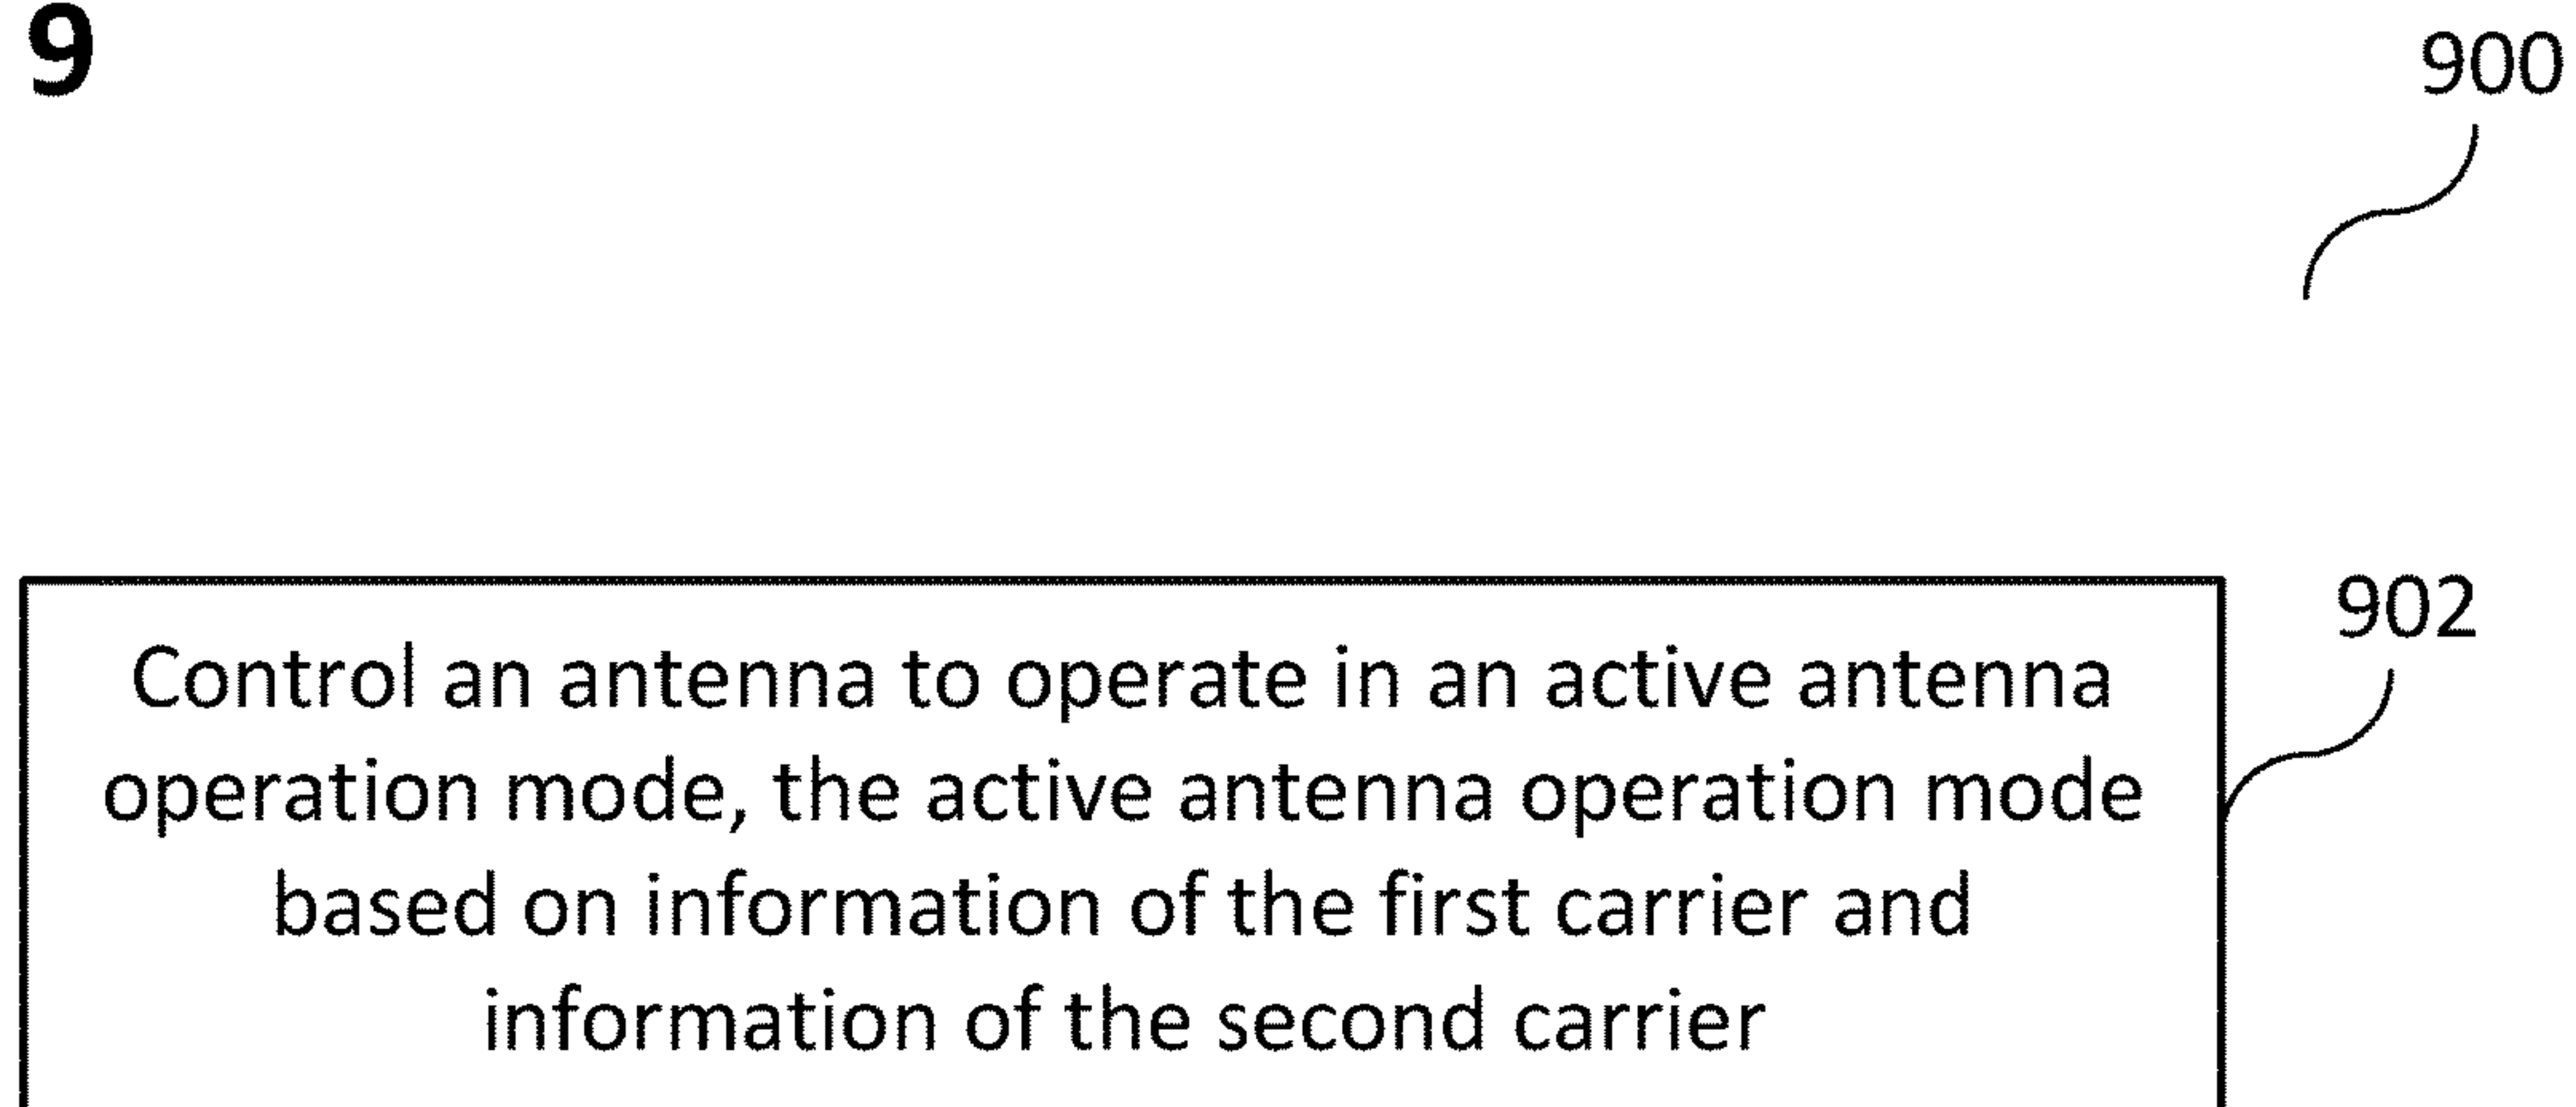 9
900
902
Control an antenna to operate in an active antenna
operation mode, the active antenna operation mode
based on information of the first carrier and
information of the second carrier